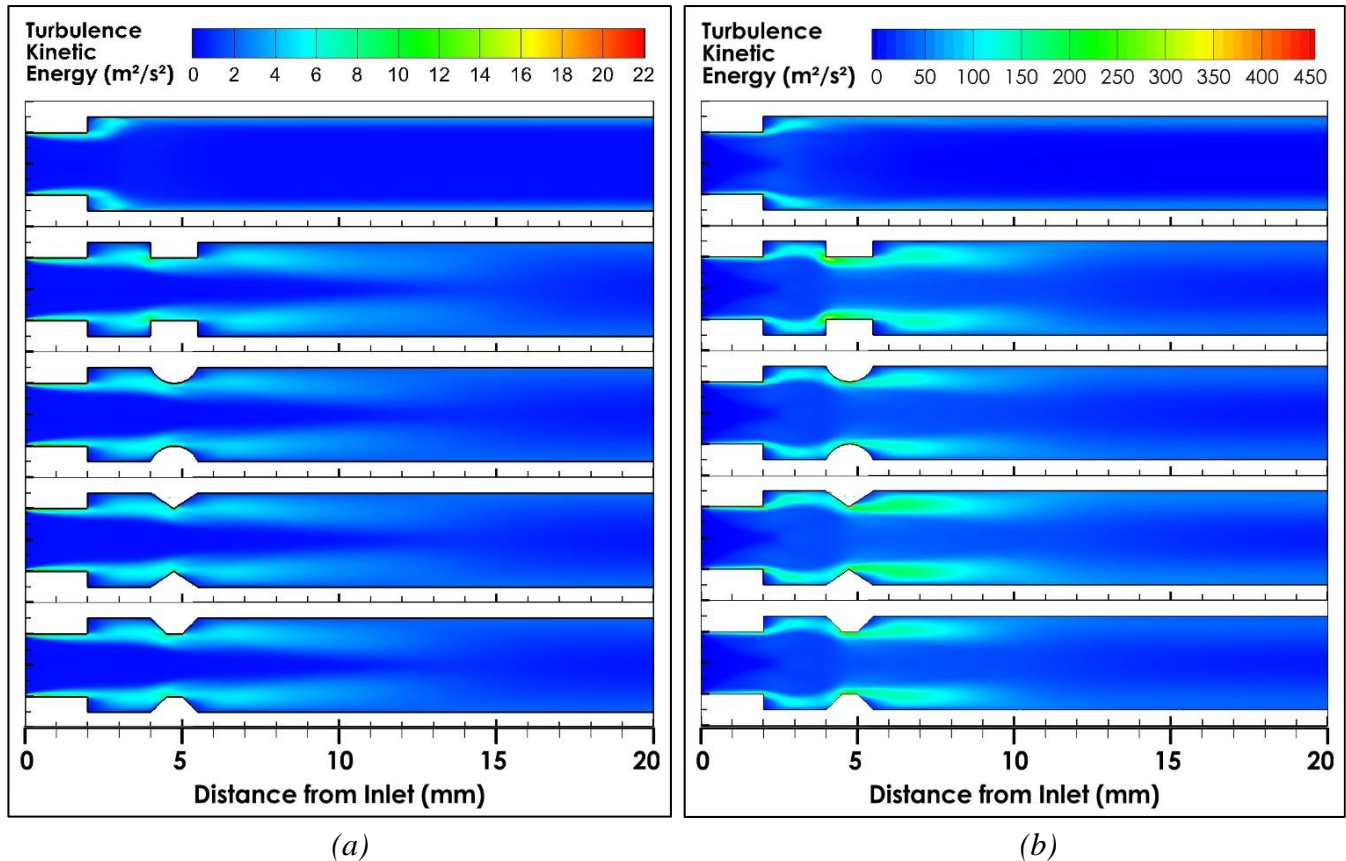 Turbulence
Kinetic
Energy (m²/s²)
0 2 4 6 8 10 12 14 16 18 20 22
0 5 10 15 20
Distance from Inlet (mm)
(a)
Turbulence
Kinetic
Energy (m²/s²)
0 50 100 150 200 250 300 350 400 450
0 5 10 15 20
Distance from Inlet (mm)
(b)